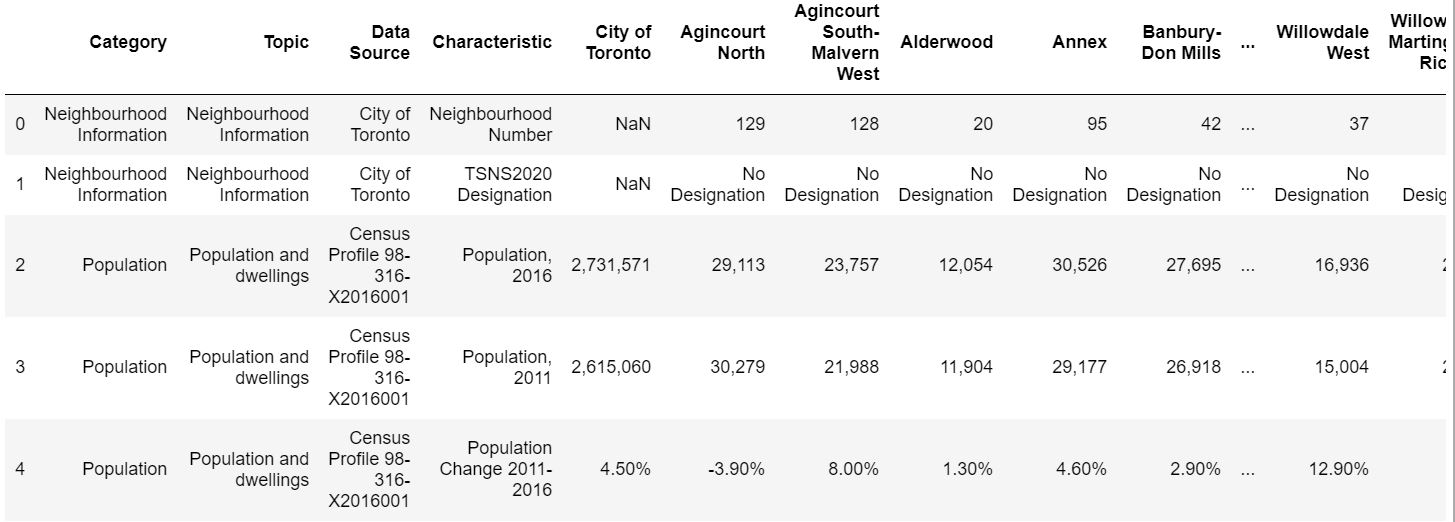 Category
Topic
Data
Source
Characteristic
City of
Toronto
Agincourt
North
Agincourt
South-
Malvern
West
Alderwood
Annex
Banbury-
Don Mills
...
Willowdale
West
Willow
Marting
Ric
0
Neighbourhood
Information
Neighbourhood
Information
City of
Toronto
Neighbourhood
Number
NaN
129
128
20
95
42
...
37
1
Neighbourhood
Information
Neighbourhood
Information
City of
Toronto
TSNS2020
Designation
NaN
No
Designation
No
Designation
No
Designation
No
Designation
No
Designation
...
No
Designation
Desig
2
Population
Population and
dwellings
Census
Profile 98-
316-
X2016001
Population,
2016
2,731,571
29,113
23,757
12,054
30,526
27,695
...
16,936
3
Population
Population and
dwellings
Census
Profile 98-
316-
X2016001
Population,
2011
2,615,060
30,279
21,988
11,904
29,177
26,918
...
15,004
4
Population
Population and
dwellings
Census
Profile 98-
316-
X2016001
Population
Change 2011-
2016
4.50%
-3.90%
8.00%
1.30%
4.60%
2.90%
...
12.90%